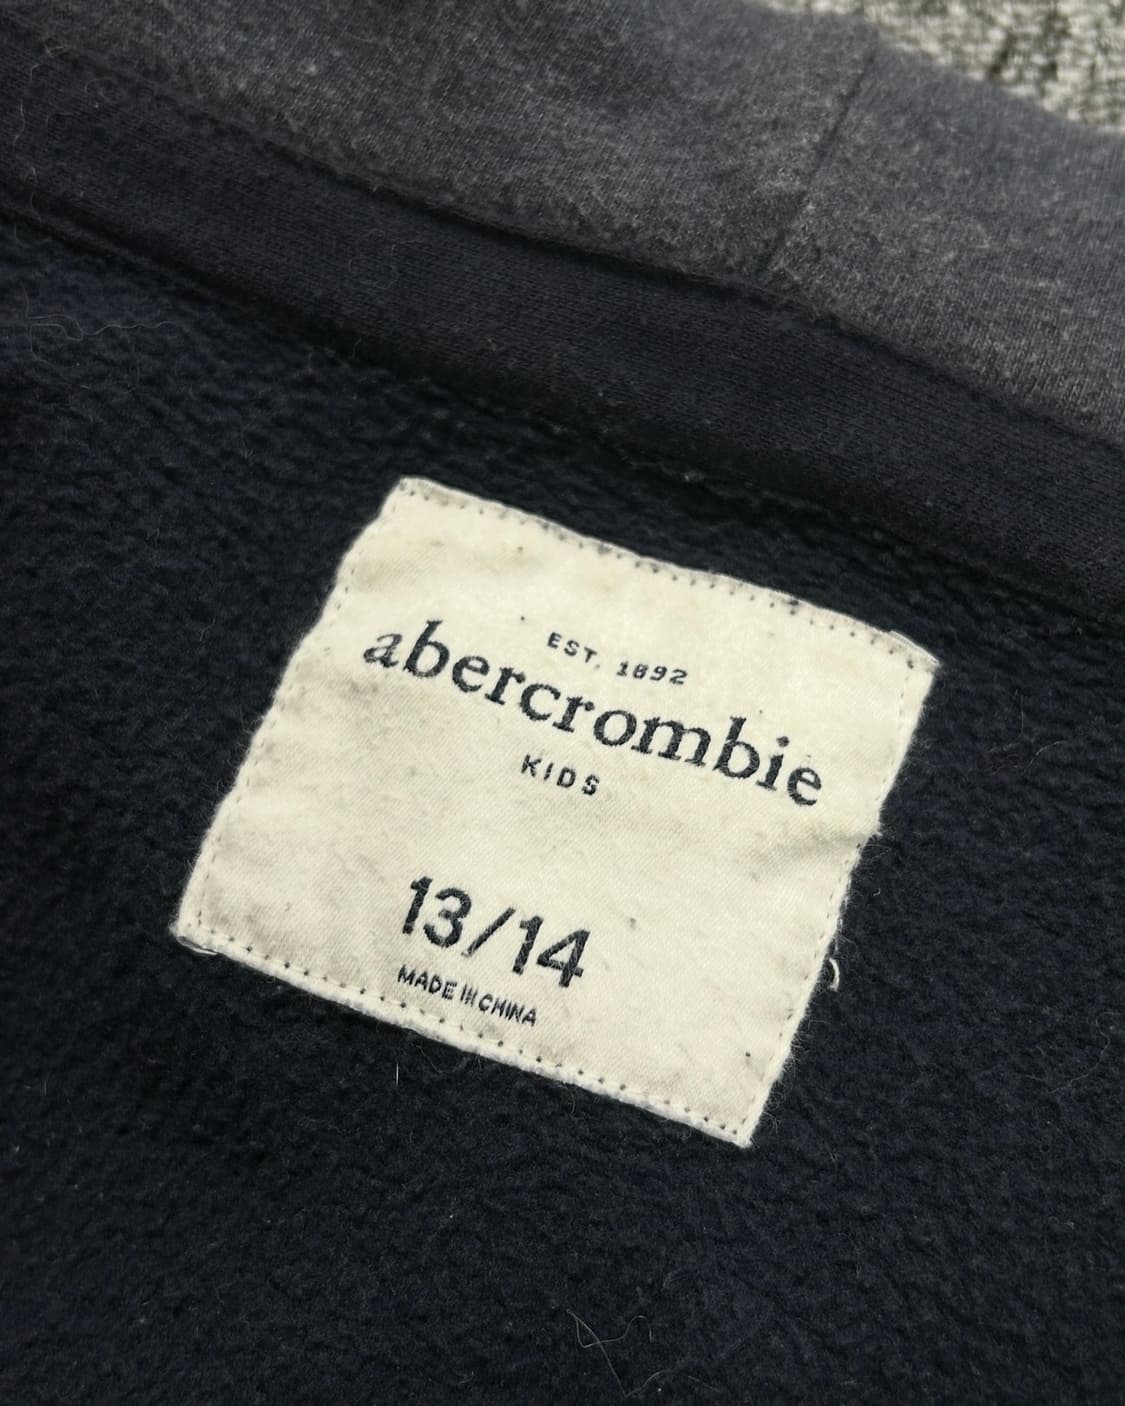 EST. 1892
abercrombie
KIDS
13/14
MADE IN CHINA